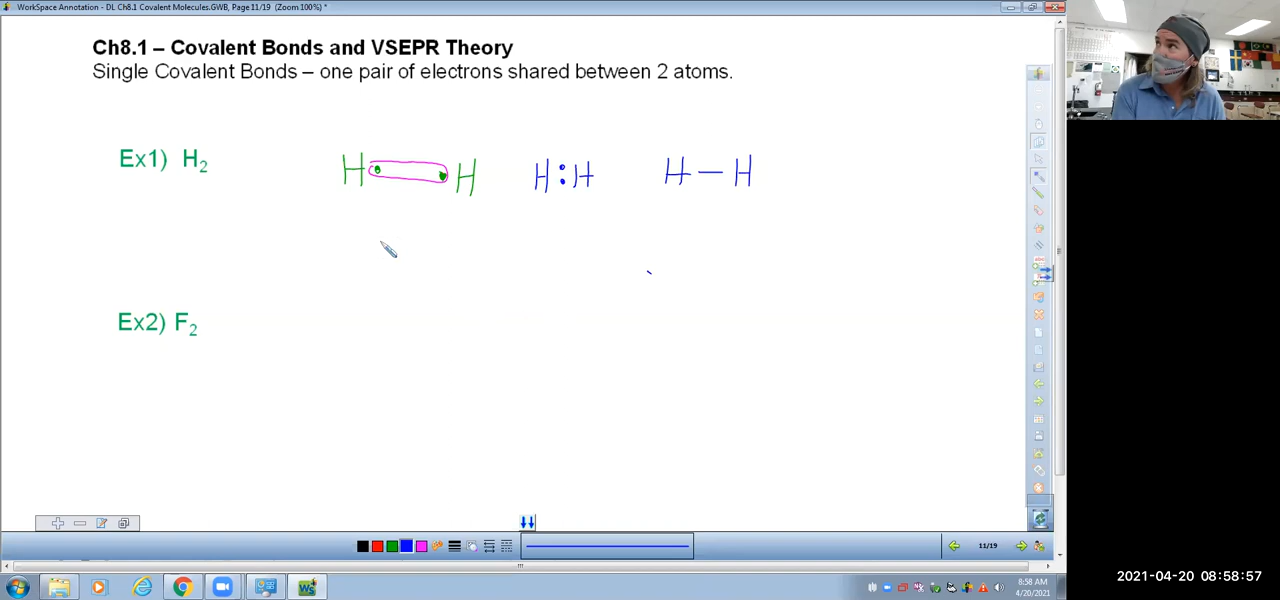 WorkSpace Annotation - DL Ch8.1 Covalent Molecules.GWB, Page 11/19 (Zoom 100%) *
Ch8.1 – Covalent Bonds and VSEPR Theory
Single Covalent Bonds – one pair of electrons shared between 2 atoms.
Ex1) H₂
H H H:H H—H
Ex2) F₂
11/19
8:58 AM
4/20/2021
2021-04-20 08:58:57